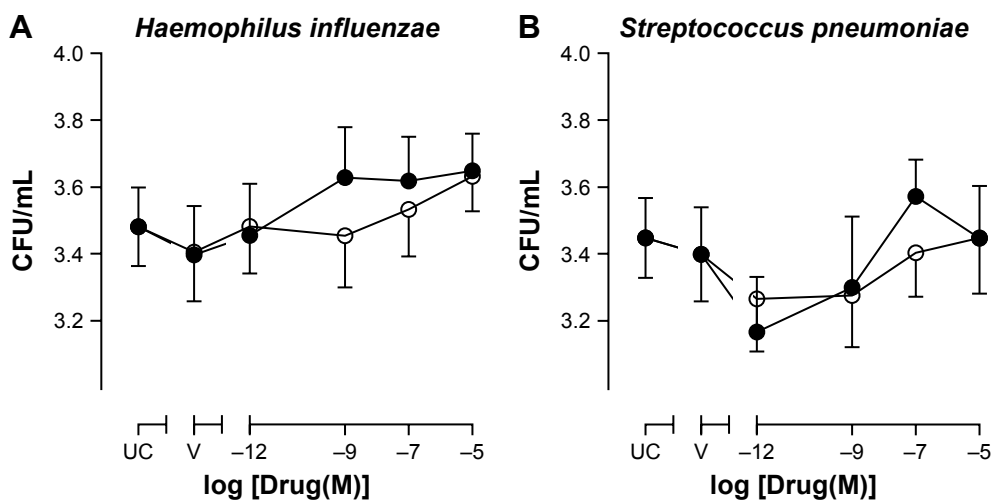 A Haemophilus influenzae
CFU/mL
4.0
3.8
3.6
3.4
3.2
UC V –12 –9 –7 –5
log [Drug(M)]
B Streptococcus pneumoniae
CFU/mL
4.0
3.8
3.6
3.4
3.2
UC V –12 –9 –7 –5
log [Drug(M)]